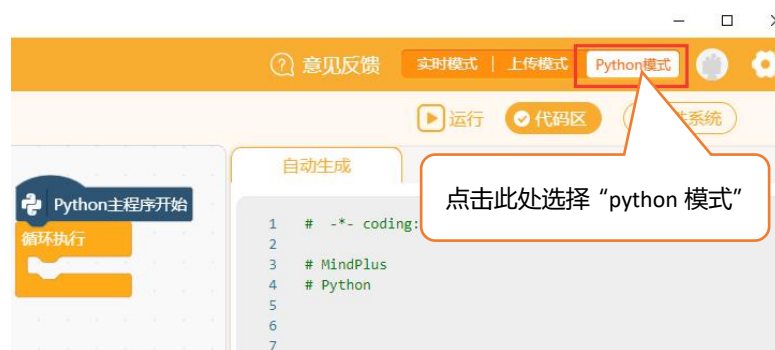 意见反馈 实时模式 | 上传模式 Python模式
运行 代码区 系统
自动生成
点击此处选择“python 模式”
Python主程序开始
循环执行
1 # -*- coding:
2
3 # MindPlus
4 # Python
5
6
7